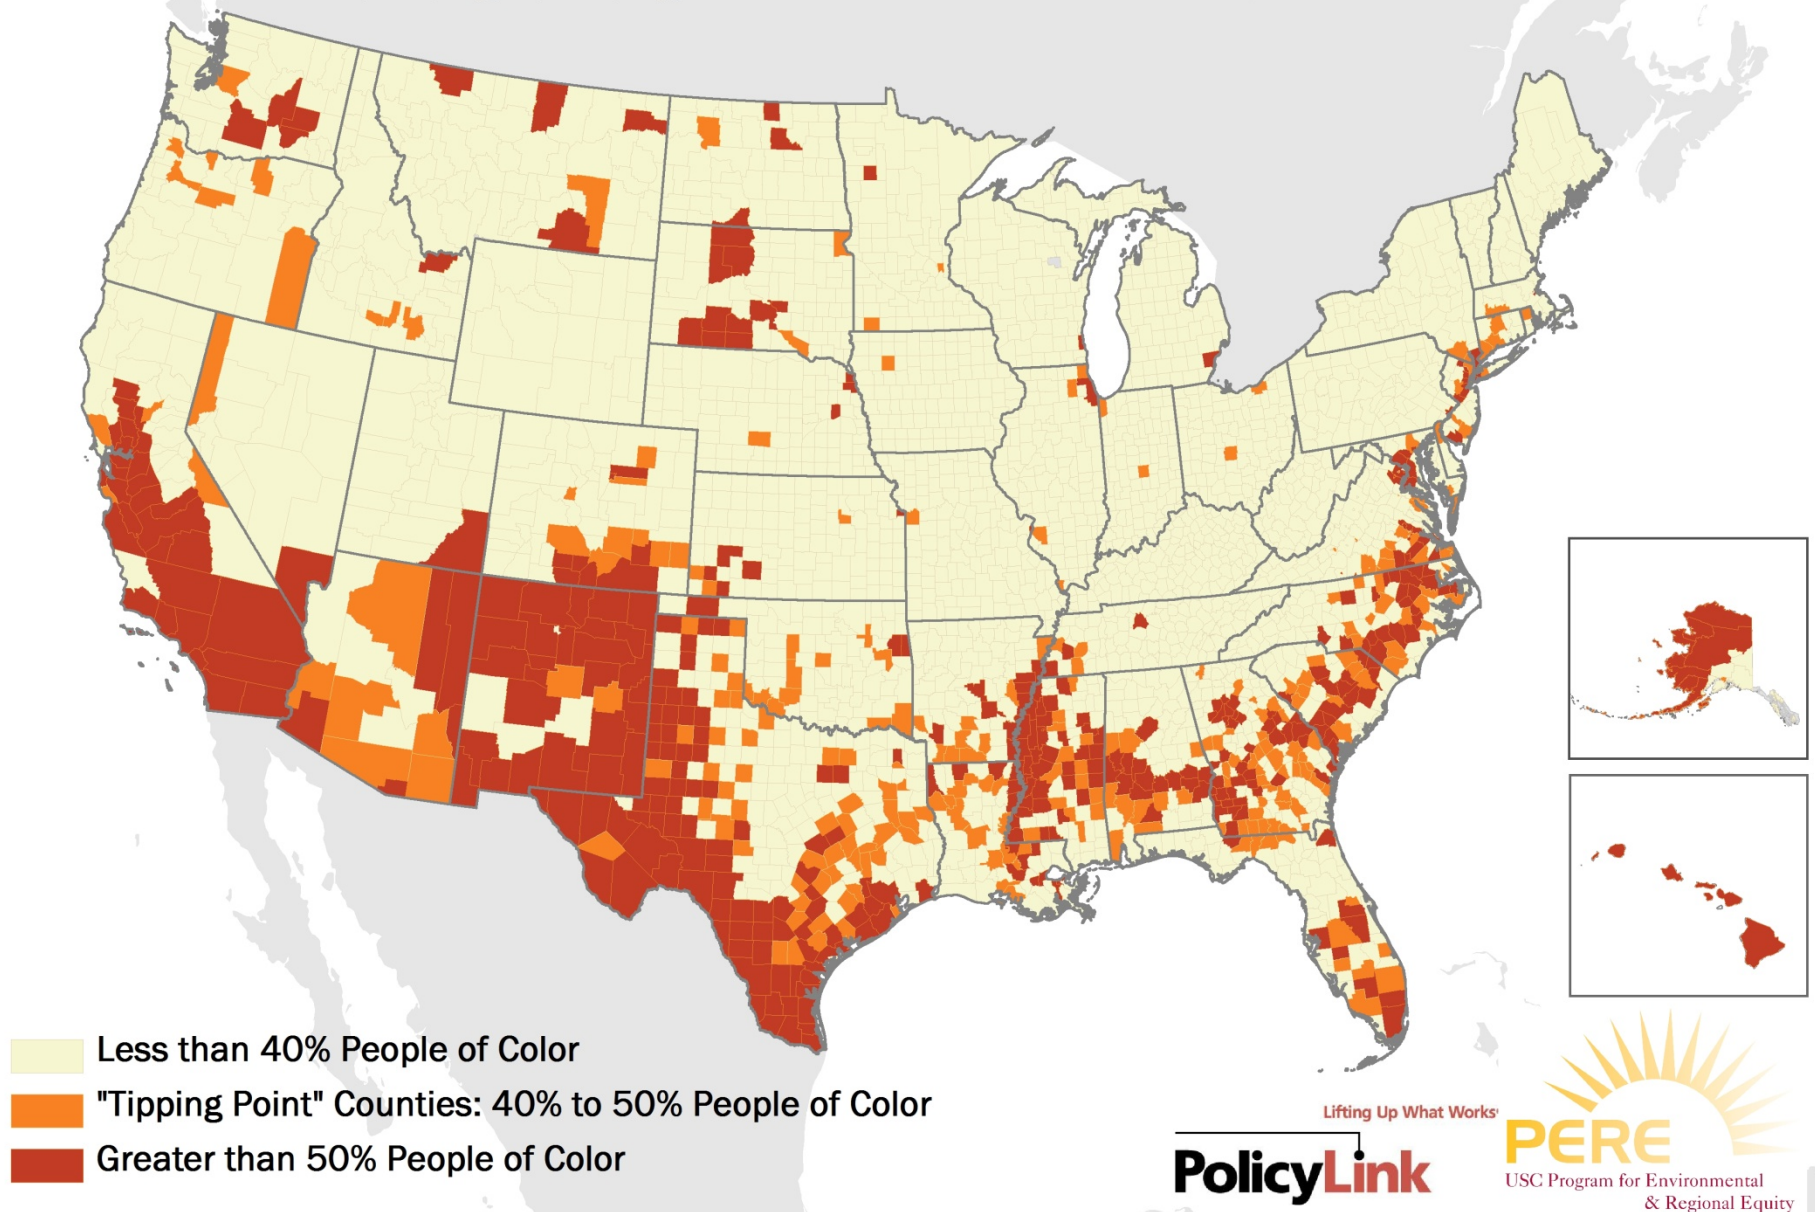 Less than 40% People of Color
"Tipping Point" Counties: 40% to 50% People of Color
Greater than 50% People of Color
Lifting Up What Works
PolicyLink
PERE
USC Program for Environmental
& Regional Equity